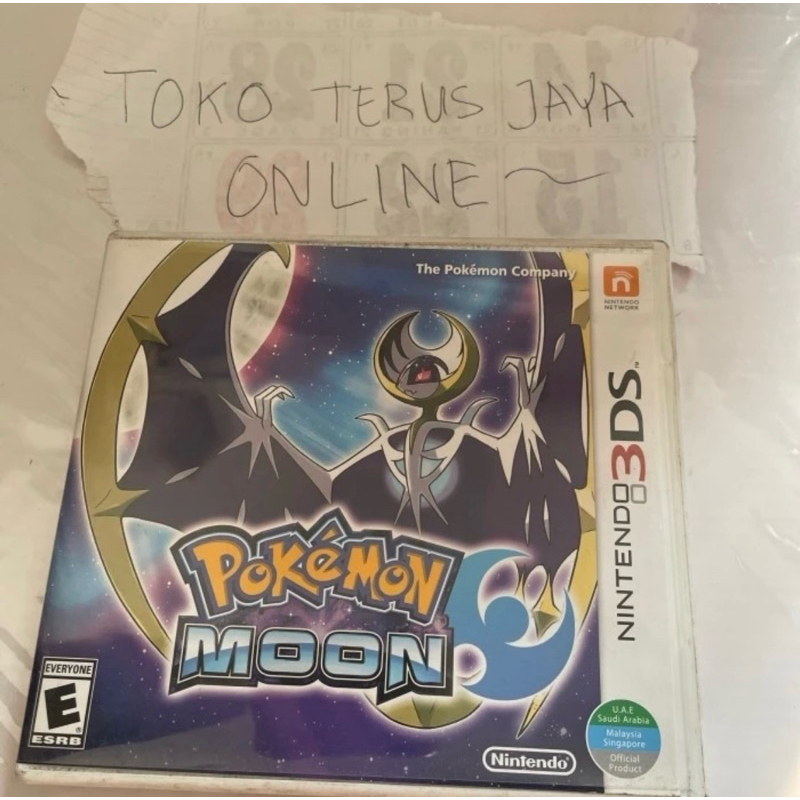 TOKO TERUS JAYA
ONLINE~
The Pokémon Company
NINTENDO
NETWORK
NINTENDO 3DS™
POKéMON
MOON
EVERYONE
E
ESRB
Nintendo
U.A.E
Saudi Arabia
Malaysia
Singapore
Official
Product